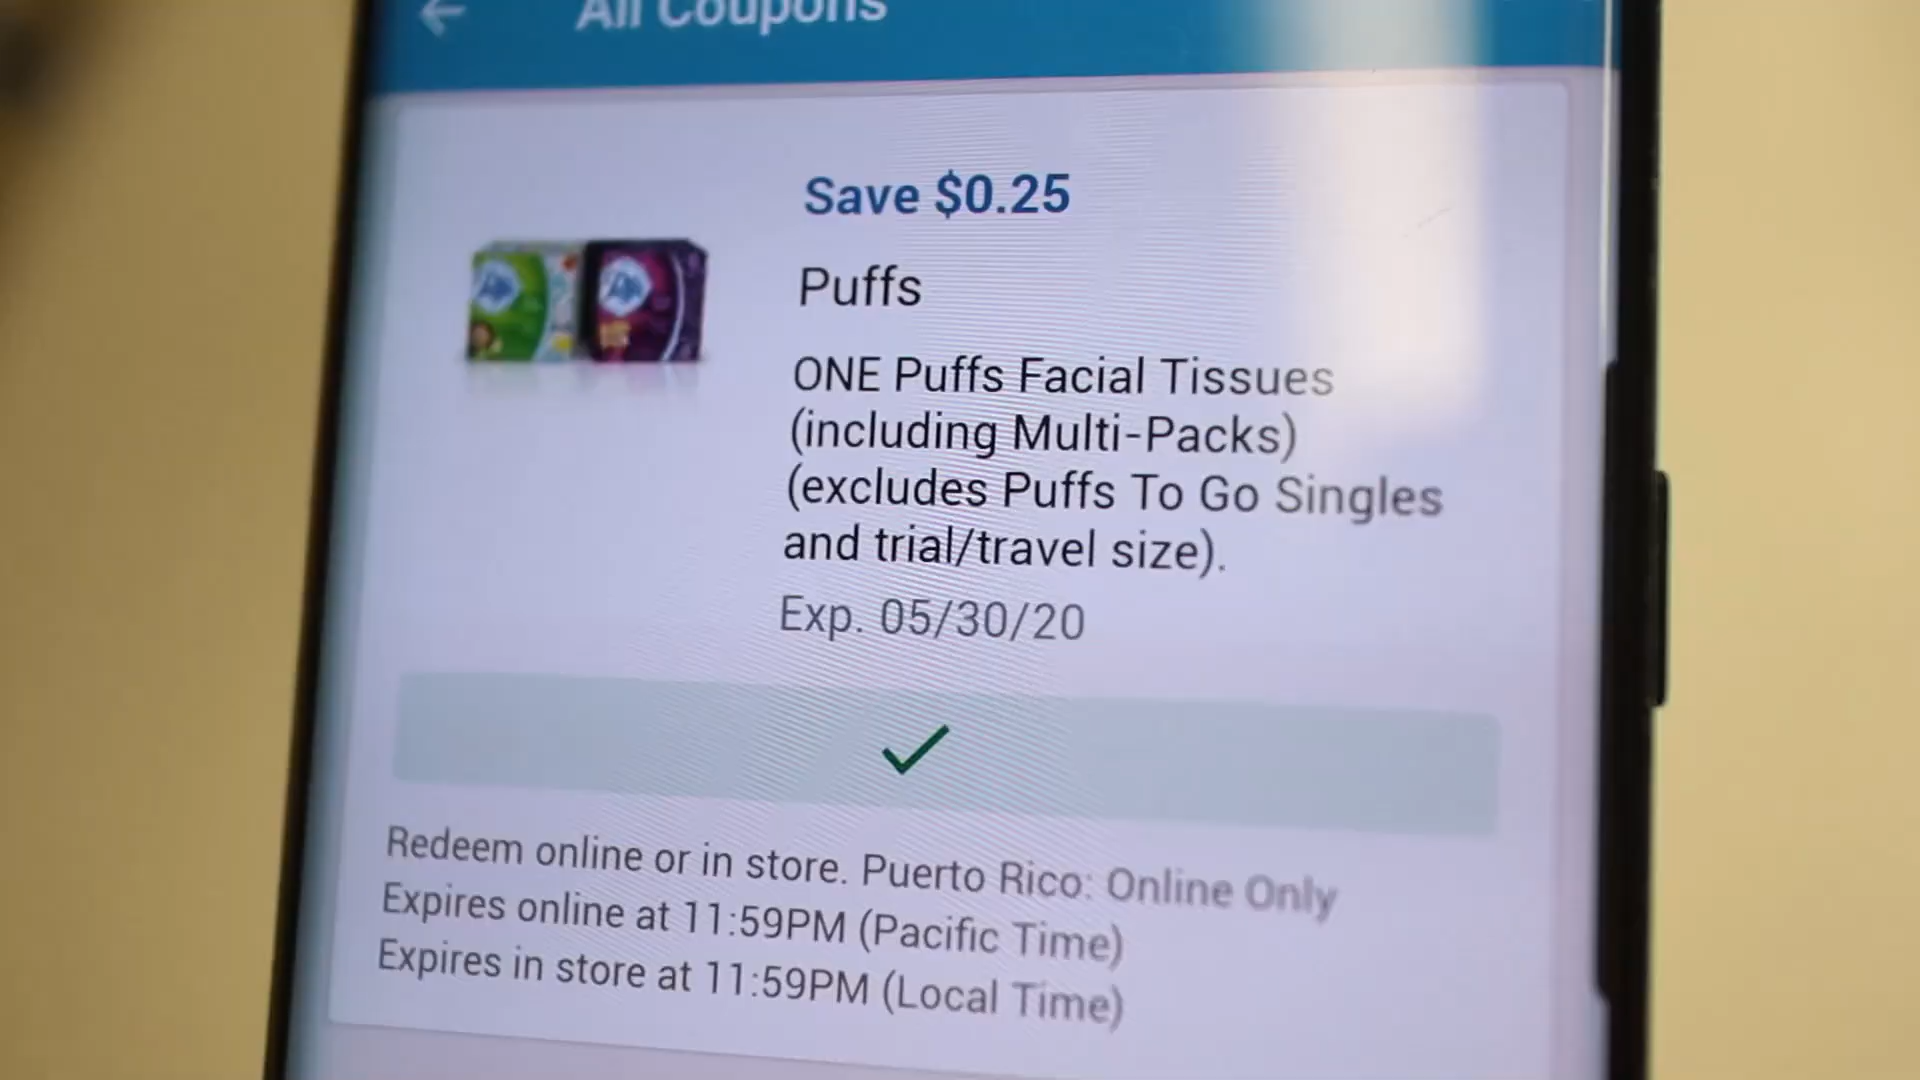 All Coupons
Save $0.25
Puffs
ONE Puffs Facial Tissues
(including Multi-Packs)
(excludes Puffs To Go Singles
and trial/travel size).
Exp. 05/30/20
Redeem online or in store. Puerto Rico: Online Only
Expires online at 11:59PM (Pacific Time)
Expires in store at 11:59PM (Local Time)